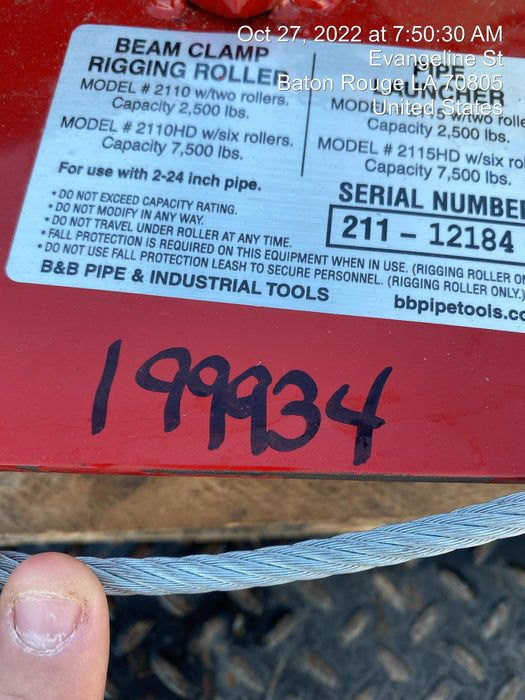 Oct 27, 2022 at 7:50:30 AM
Evangeline St
Baton Rouge LA 70805
United States
BEAM CLAMP
RIGGING ROLLER
MODEL # 2110 w/two rollers.
Capacity 2,500 lbs.
MODEL # 2110HD w/six rollers.
Capacity 7,500 lbs.
For use with 2-24 inch pipe.
PIPE
Capacity 2,500 lbs.
MODEL # 2115HD w/six
Capacity 7,500 lbs.
SERIAL NUMBER
211 - 12184
• DO NOT EXCEED CAPACITY RATING.
• DO NOT MODIFY IN ANY WAY.
• DO NOT TRAVEL UNDER ROLLER AT ANY TIME.
• FALL PROTECTION IS REQUIRED ON THIS EQUIPMENT WHEN IN USE. (RIGGING ROLLER
• DO NOT USE FALL PROTECTION LEASH TO SECURE PERSONNEL. (RIGGING ROLLER ONLY.)
B&B PIPE & INDUSTRIAL TOOLS
bbpipetools.co
199934